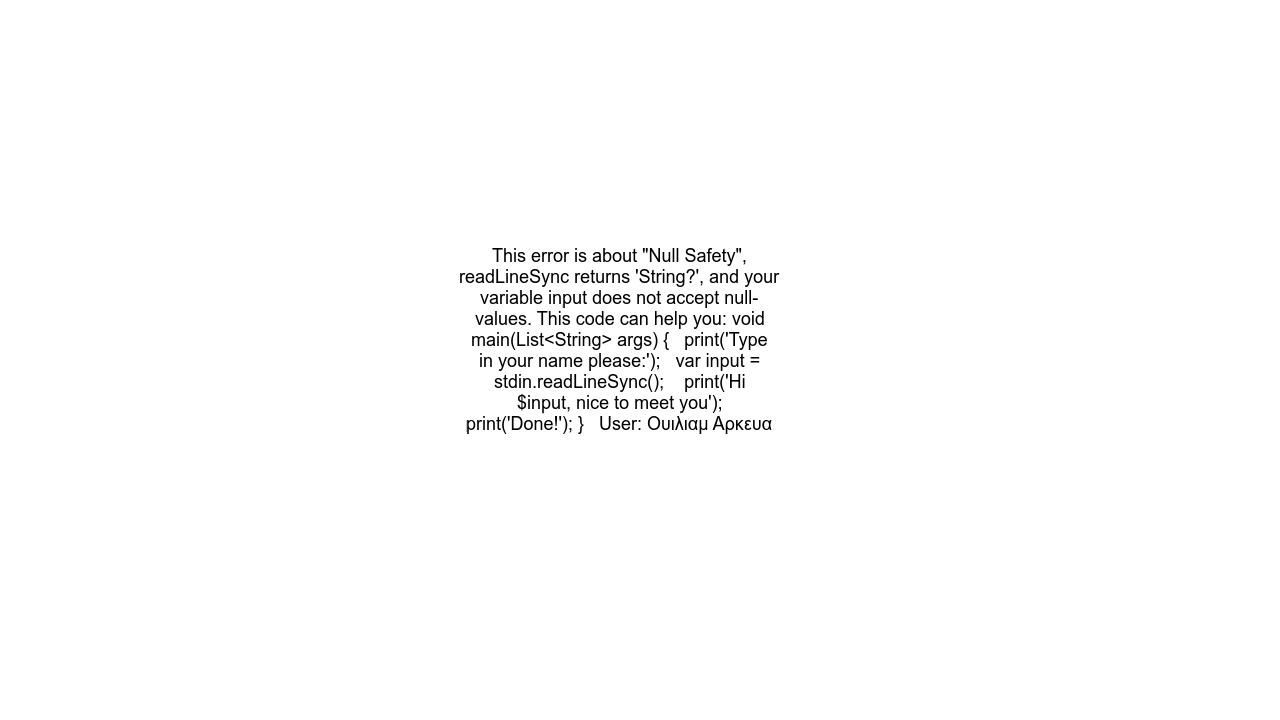 This error is about "Null Safety",
readLineSync returns 'String?', and your
variable input does not accept null-
values. This code can help you: void
main(List<String> args) {   print('Type
in your name please:');   var input =
stdin.readLineSync();    print('Hi
$input, nice to meet you');
print('Done!'); }   User: Ουιλιαμ Αρκευα